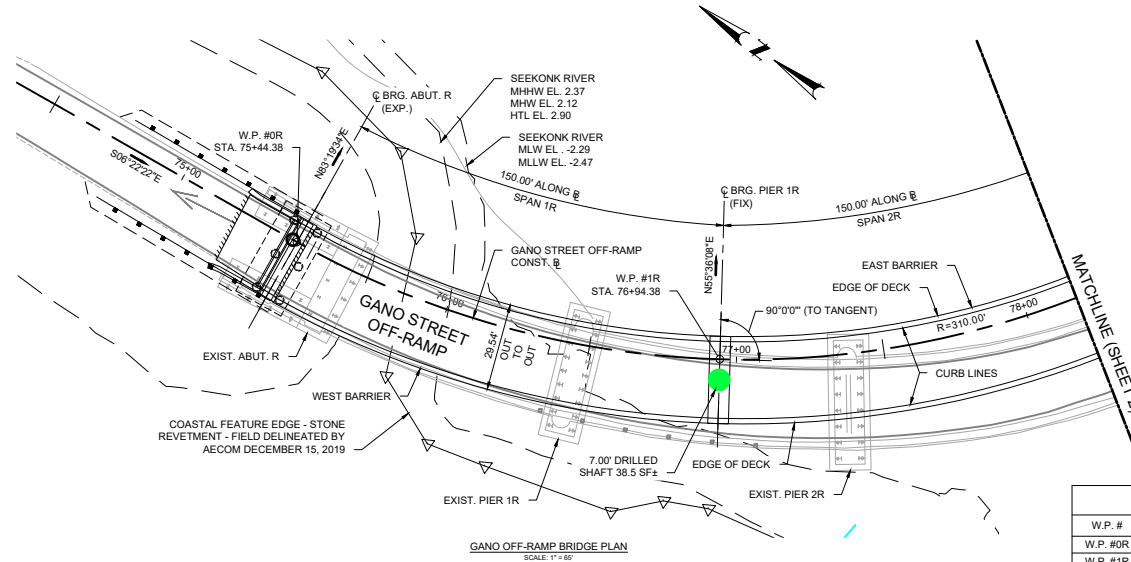 SEEKONK RIVER
MHHW EL. 2.37
MHW EL. 2.12
HTL EL. 2.90
SEEKONK RIVER
MLW EL . -2.29
MLLW EL. -2.47
℄ BRG. ABUT. R
(EXP.)
N83°19'34"E
W.P. #0R
STA. 75+44.38
S06°22'22"E
75+00
150.00' ALONG ℄
SPAN 1R
℄ BRG. PIER 1R
(FIX)
150.00' ALONG ℄
SPAN 2R
N55°36'08"E
Z
GANO STREET OFF-RAMP
CONST. ℄
W.P. #1R
STA. 76+94.38
EAST BARRIER
EDGE OF DECK
R=310.00'
78+00
90°0'0" (TO TANGENT)
77+00
76+00
GANO STREET
OFF-RAMP
29.54'
OUT
TO
OUT
CURB LINES
MATCHLINE (SHEET 2)
EXIST. ABUT. R
WEST BARRIER
COASTAL FEATURE EDGE - STONE
REVETMENT - FIELD DELINEATED BY
AECOM DECEMBER 15, 2019
7.00' DRILLED
SHAFT 38.5 SF±
EDGE OF DECK
EXIST. PIER 1R
EXIST. PIER 2R
GANO OFF-RAMP BRIDGE PLAN
SCALE: 1" = 65'
W.P. #
W.P. #0R
W.P. #1R